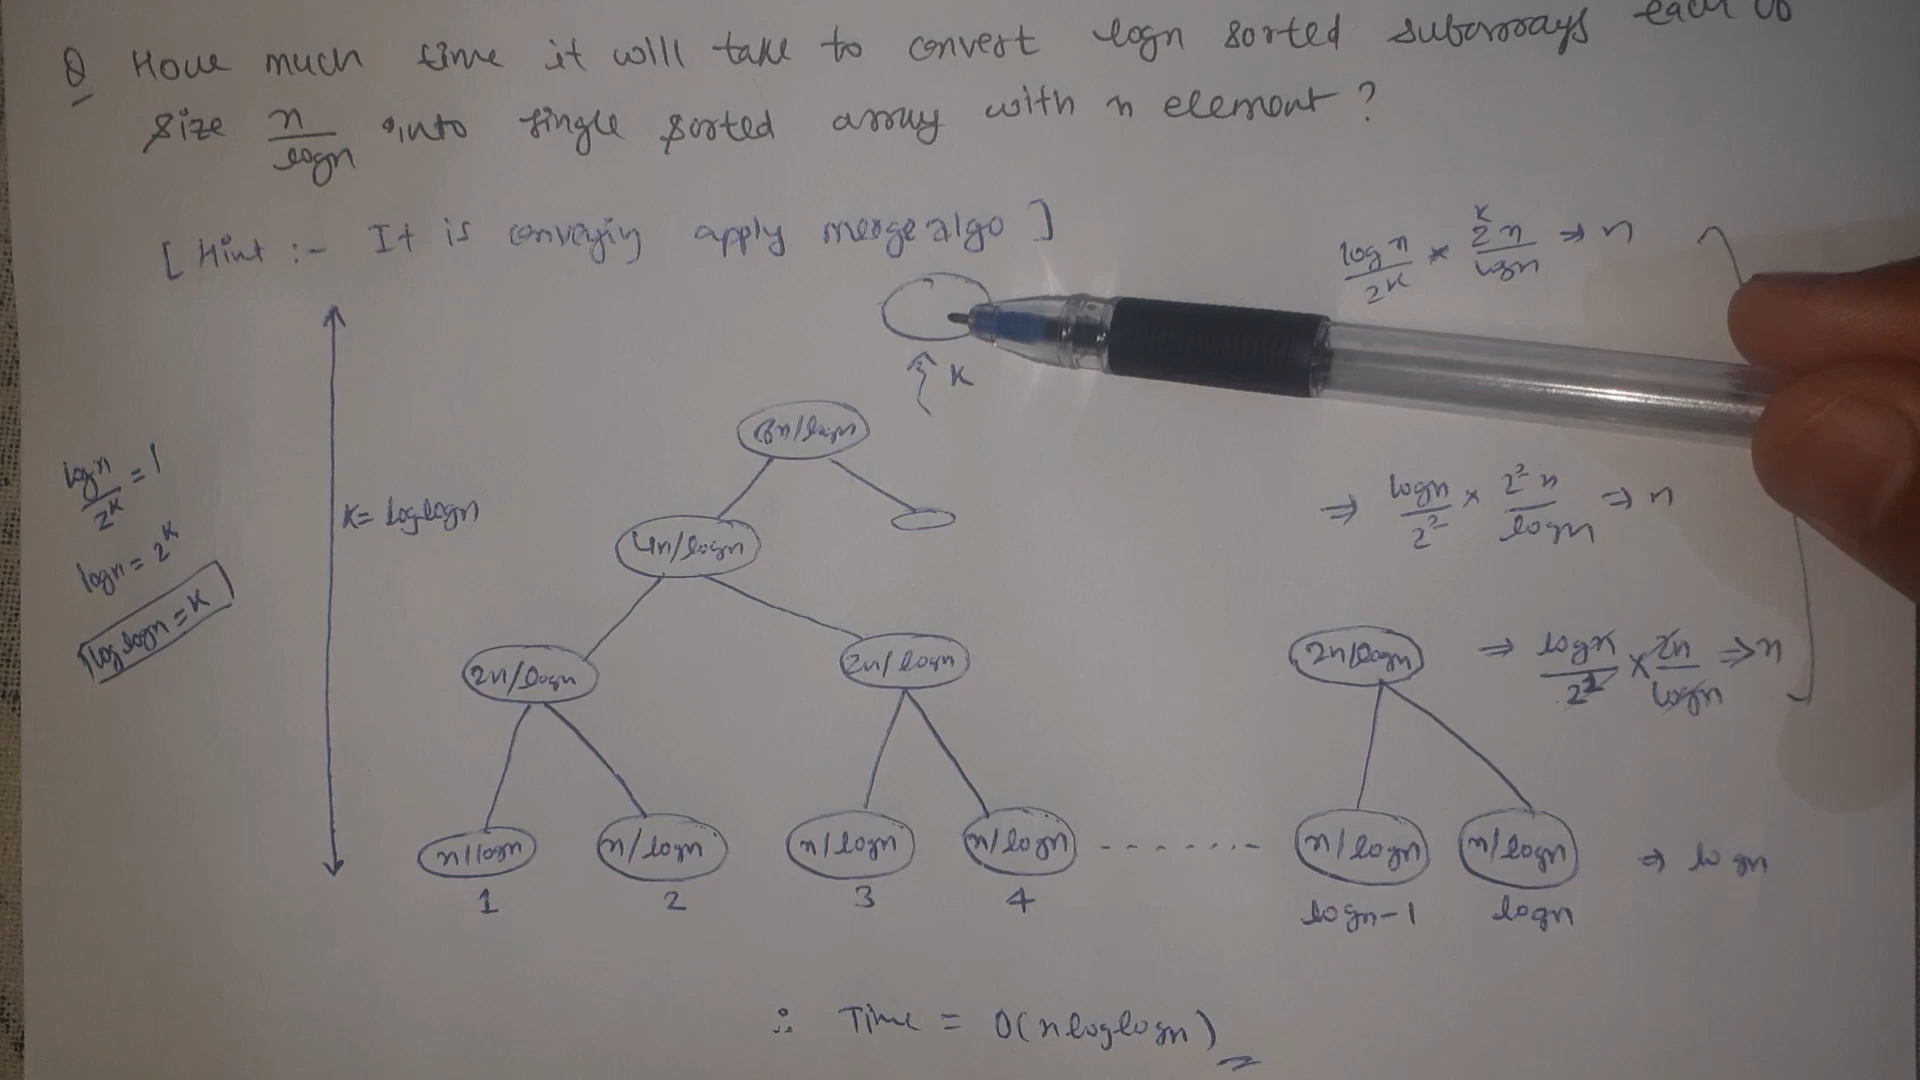 Q Howe much time it will take to convert logn sorted subarrays each of
size n/logn into single sorted array with n element?
[Hint :- It is conveying apply merge algo]
logn/2^k * 2^k n/logn ⇒ n
K
8n/logn
logn/2^k = 1
K = loglogn
4n/logn
⇒ logn/2^2 × 2^2 n/logn ⇒ n
logn = 2^k
loglogn = K
2n/logn 2n/logn 2n/logn ⇒ logn/2 × 2n/logn ⇒ n
n/logn n/logn n/logn n/logn ....... n/logn n/logn ⇒ logn
1 2 3 4 logn-1 logn
∴ Time = O(nloglogn)